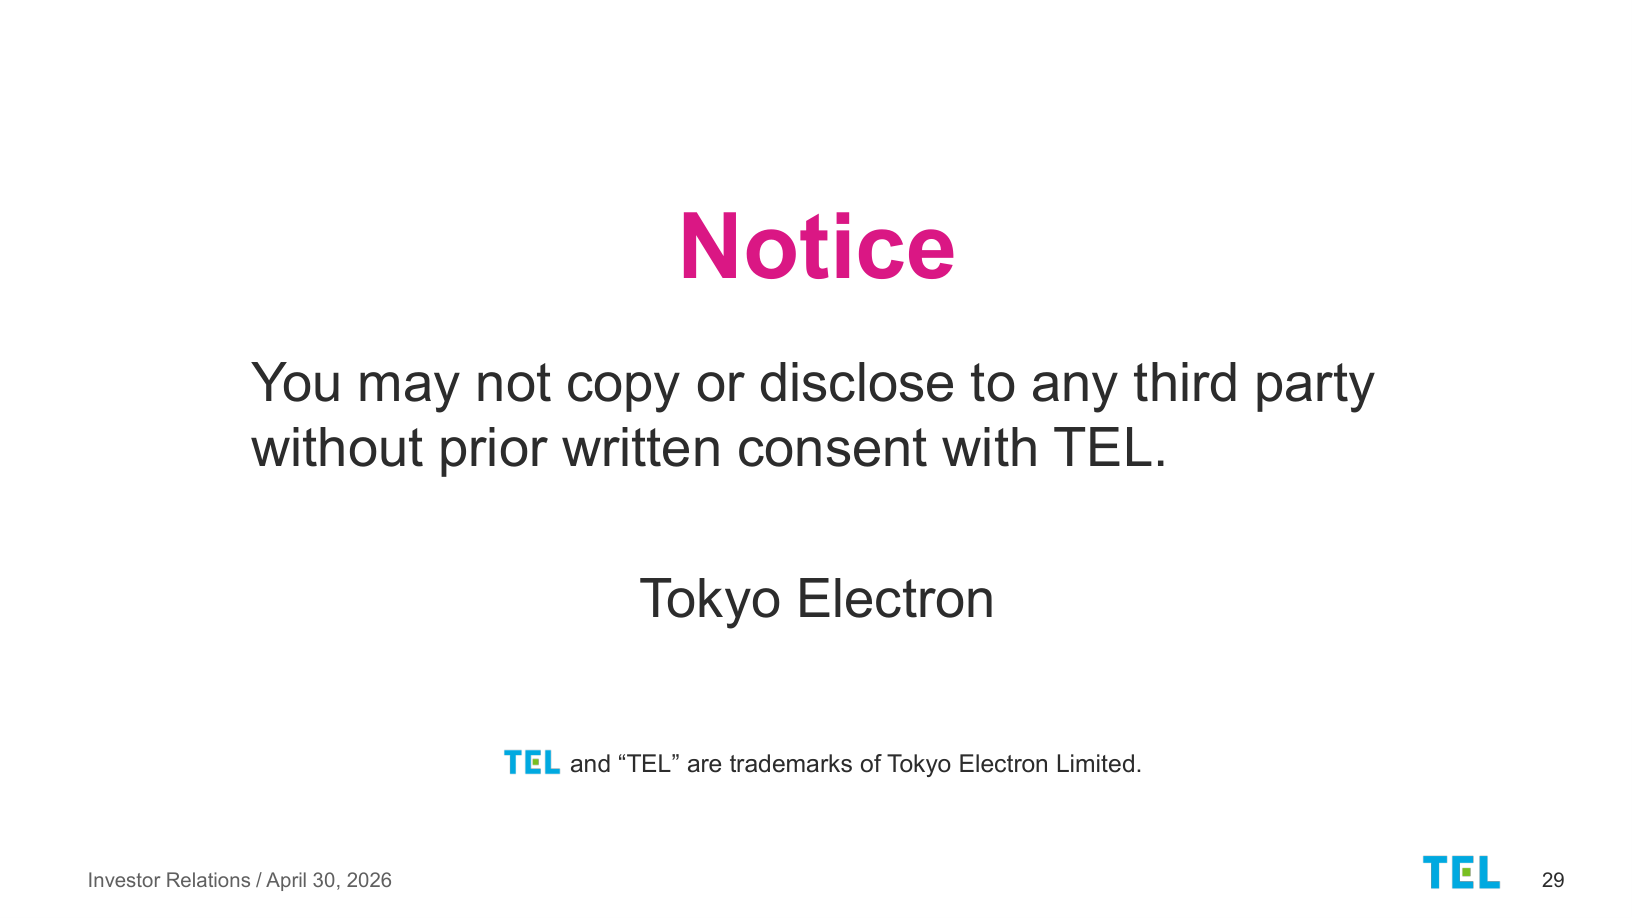 Notice
You may not copy or disclose to any third party
without prior written consent with TEL.
Tokyo Electron
TEL and “TEL” are trademarks of Tokyo Electron Limited.
Investor Relations / April 30, 2026
TEL
29